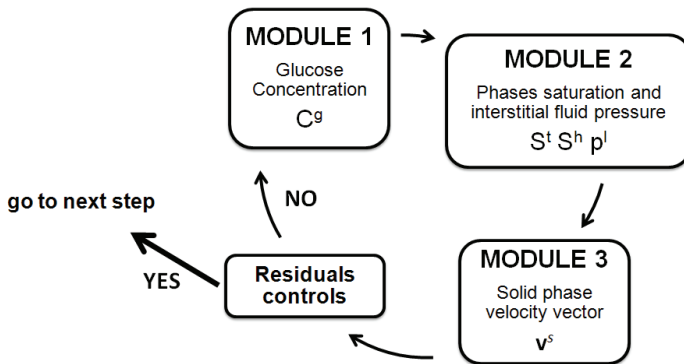 MODULE 1
Glucose
Concentration
Cᵍ
MODULE 2
Phases saturation and
interstitial fluid pressure
Sᵗ Sʰ pˡ
MODULE 3
Solid phase
velocity vector
vˢ
Residuals
controls
NO
YES
go to next step